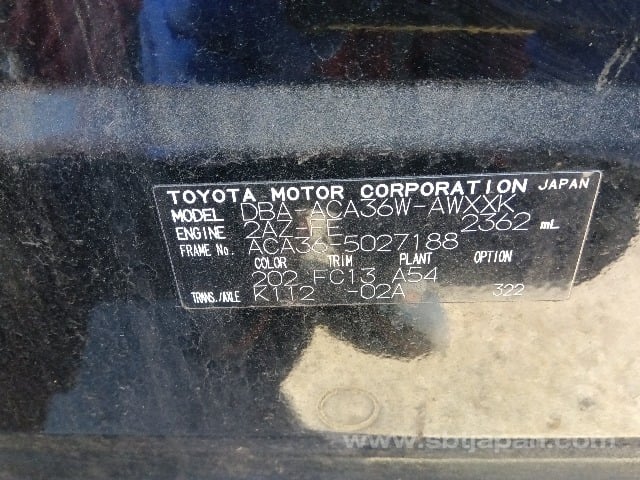 TOYOTA MOTOR CORPORATION JAPAN
MODEL DBA-ACA36W-AWXXK
ENGINE 2AZ-FE 2362 mL
FRAME No. ACA36-5027188
COLOR TRIM PLANT OPTION
202 FC13 A54
TRANS./AXLE K112 -02A 322
www.sbtjapan.com